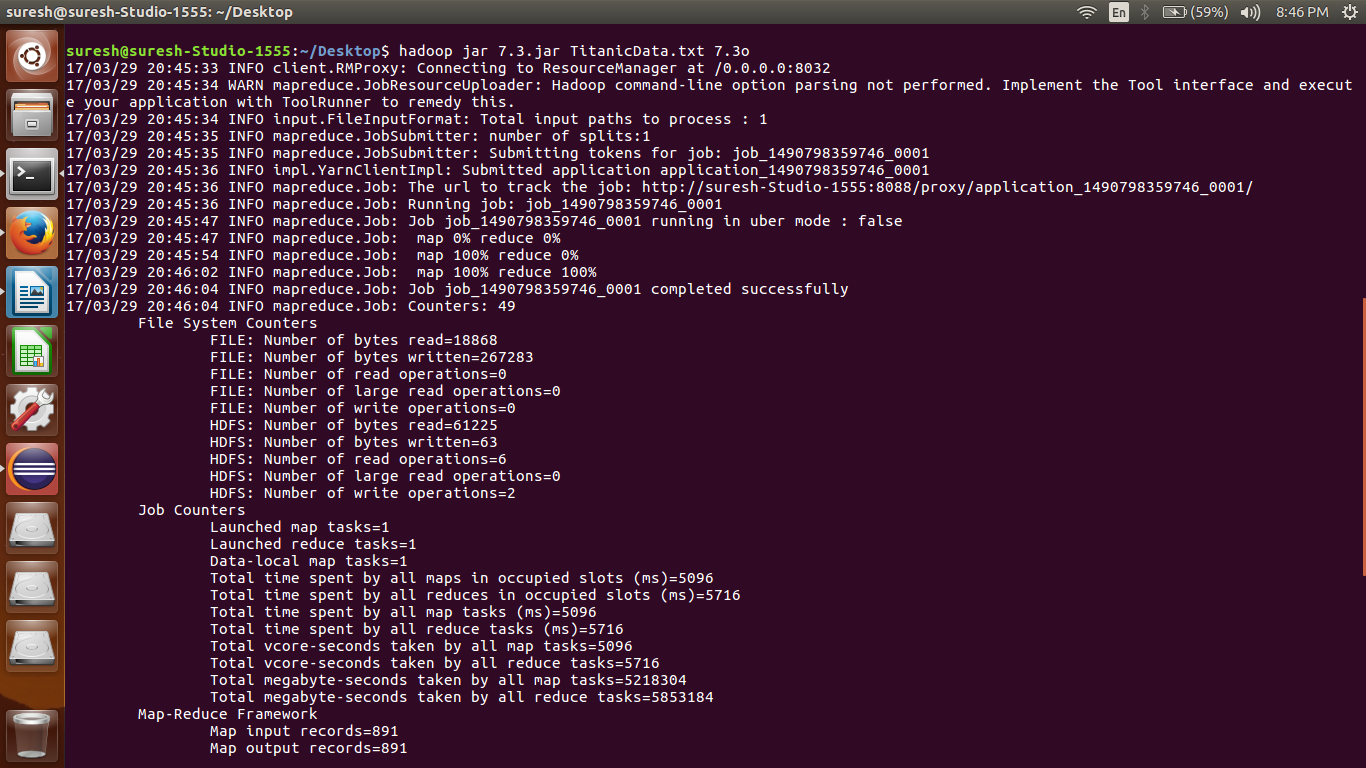 suresh@suresh-Studio-1555: ~/Desktop
En
(59%)
8:46 PM
suresh@suresh-Studio-1555:~/Desktop$ hadoop jar 7.3.jar TitanicData.txt 7.3o
17/03/29 20:45:33 INFO client.RMProxy: Connecting to ResourceManager at /0.0.0.0:8032
17/03/29 20:45:34 WARN mapreduce.JobResourceUploader: Hadoop command-line option parsing not performed. Implement the Tool interface and execut
e your application with ToolRunner to remedy this.
17/03/29 20:45:34 INFO input.FileInputFormat: Total input paths to process : 1
17/03/29 20:45:35 INFO mapreduce.JobSubmitter: number of splits:1
17/03/29 20:45:35 INFO mapreduce.JobSubmitter: Submitting tokens for job: job_1490798359746_0001
17/03/29 20:45:36 INFO impl.YarnClientImpl: Submitted application application_1490798359746_0001
17/03/29 20:45:36 INFO mapreduce.Job: The url to track the job: http://suresh-Studio-1555:8088/proxy/application_1490798359746_0001/
17/03/29 20:45:36 INFO mapreduce.Job: Running job: job_1490798359746_0001
17/03/29 20:45:47 INFO mapreduce.Job: Job job_1490798359746_0001 running in uber mode : false
17/03/29 20:45:47 INFO mapreduce.Job:  map 0% reduce 0%
17/03/29 20:45:54 INFO mapreduce.Job:  map 100% reduce 0%
17/03/29 20:46:02 INFO mapreduce.Job:  map 100% reduce 100%
17/03/29 20:46:04 INFO mapreduce.Job: Job job_1490798359746_0001 completed successfully
17/03/29 20:46:04 INFO mapreduce.Job: Counters: 49
File System Counters
FILE: Number of bytes read=18868
FILE: Number of bytes written=267283
FILE: Number of read operations=0
FILE: Number of large read operations=0
FILE: Number of write operations=0
HDFS: Number of bytes read=61225
HDFS: Number of bytes written=63
HDFS: Number of read operations=6
HDFS: Number of large read operations=0
HDFS: Number of write operations=2
Job Counters
Launched map tasks=1
Launched reduce tasks=1
Data-local map tasks=1
Total time spent by all maps in occupied slots (ms)=5096
Total time spent by all reduces in occupied slots (ms)=5716
Total time spent by all map tasks (ms)=5096
Total time spent by all reduce tasks (ms)=5716
Total vcore-seconds taken by all map tasks=5096
Total vcore-seconds taken by all reduce tasks=5716
Total megabyte-seconds taken by all map tasks=5218304
Total megabyte-seconds taken by all reduce tasks=5853184
Map-Reduce Framework
Map input records=891
Map output records=891